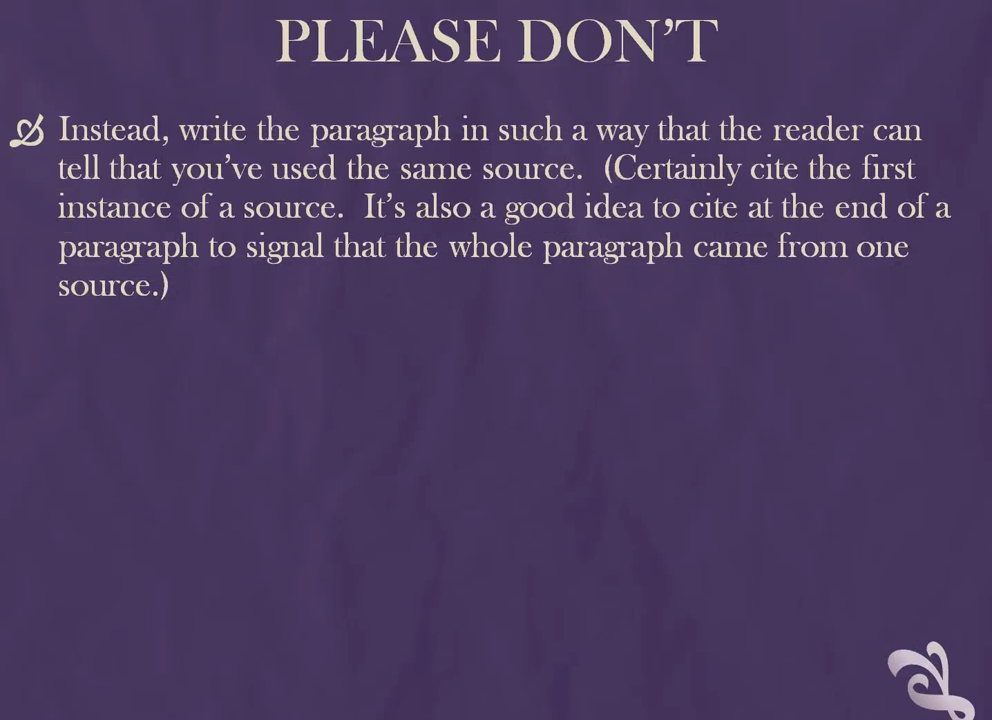 PLEASE DON’T
Instead, write the paragraph in such a way that the reader can
tell that you’ve used the same source.  (Certainly cite the first
instance of a source.  It’s also a good idea to cite at the end of a
paragraph to signal that the whole paragraph came from one
source.)